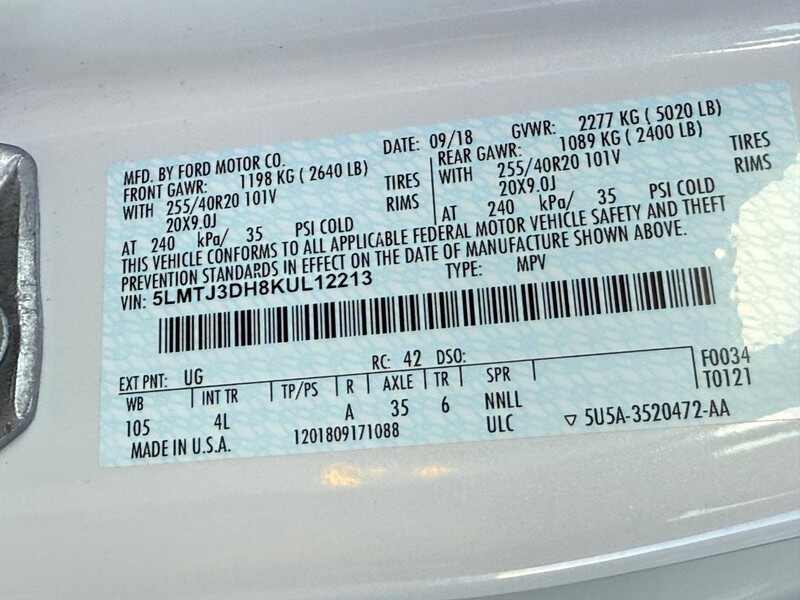 MFD. BY FORD MOTOR CO. DATE: 09/18 GVWR: 2277 KG ( 5020 LB)
FRONT GAWR: 1198 KG ( 2640 LB) REAR GAWR: 1089 KG ( 2400 LB)
WITH 255/40R20 101V TIRES WITH 255/40R20 101V TIRES
20X9.0J RIMS 20X9.0J RIMS
AT 240 kPa/ 35 PSI COLD AT 240 kPa/ 35 PSI COLD
THIS VEHICLE CONFORMS TO ALL APPLICABLE FEDERAL MOTOR VEHICLE SAFETY AND THEFT
PREVENTION STANDARDS IN EFFECT ON THE DATE OF MANUFACTURE SHOWN ABOVE.
VIN: 5LMTJ3DH8KUL12213 TYPE: MPV
EXT PNT: UG RC: 42 DSO: F0034
WB INT TR TP/PS R AXLE TR SPR T0121
105 4L A 35 6 NNLL
MADE IN U.S.A. 1201809171088 ULC ▽ 5U5A-3520472-AA